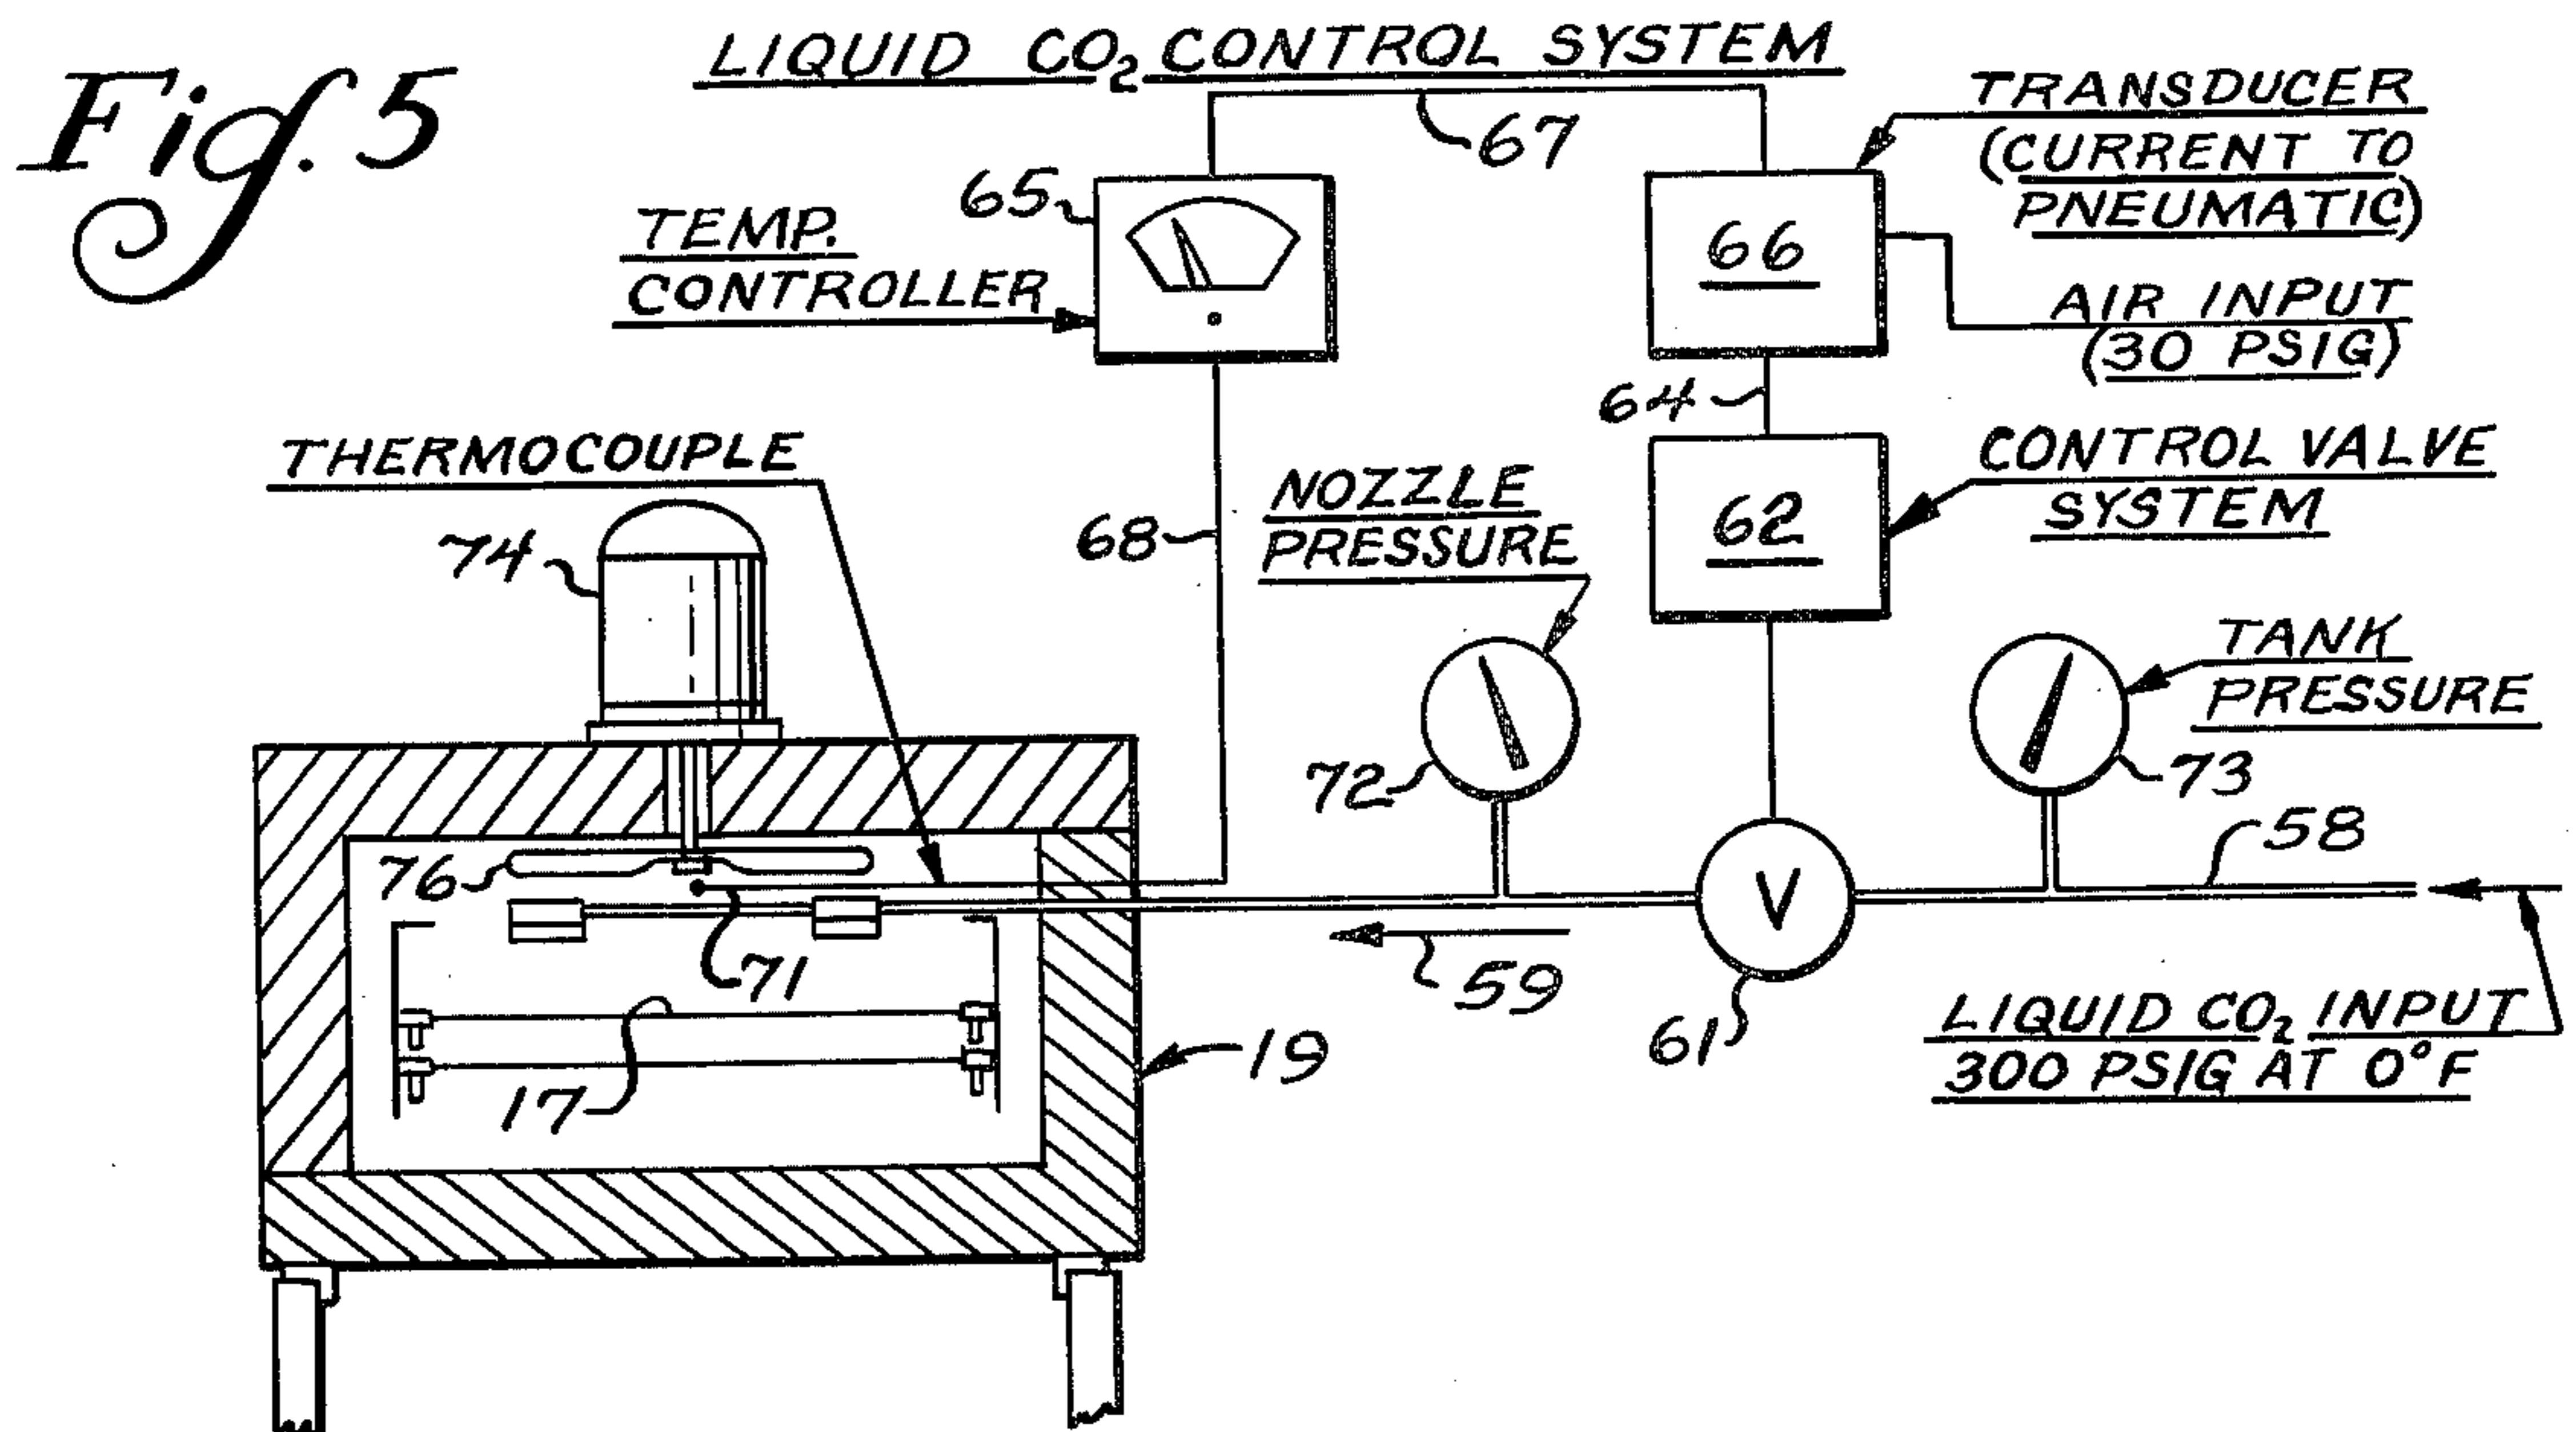 Fig. 5
LIQUID CO2 CONTROL SYSTEM
TRANSDUCER
(CURRENT TO
PNEUMATIC)
67
65
TEMP.
CONTROLLER
66
AIR INPUT
(30 PSIG)
64
THERMOCOUPLE
CONTROL VALVE
SYSTEM
NOZZLE
PRESSURE
62
68
74
TANK
PRESSURE
72
73
58
76
V
71
59
61
LIQUID CO2 INPUT
300 PSIG AT 0°F
19
17